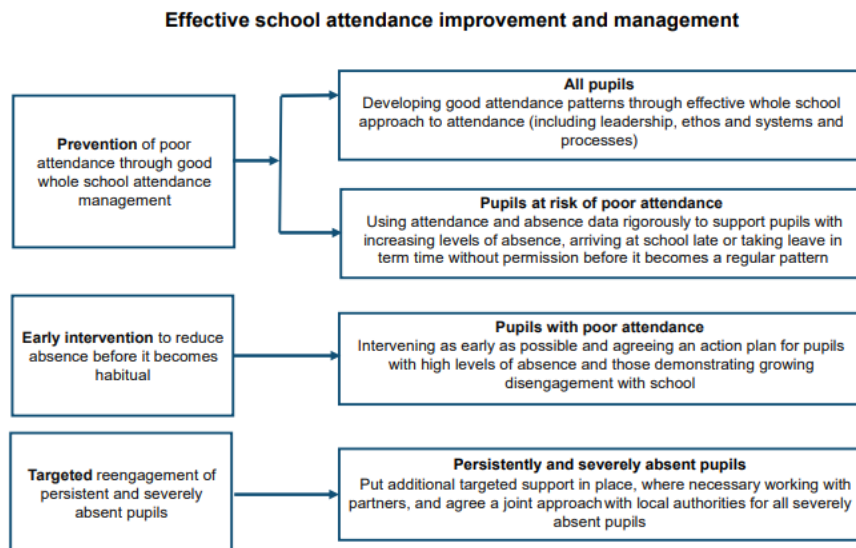 Effective school attendance improvement and management
Prevention of poor
attendance through good
whole school attendance
management
All pupils
Developing good attendance patterns through effective whole school
approach to attendance (including leadership, ethos and systems and
processes)
Pupils at risk of poor attendance
Using attendance and absence data rigorously to support pupils with
increasing levels of absence, arriving at school late or taking leave in
term time without permission before it becomes a regular pattern
Early intervention to reduce
absence before it becomes
habitual
Pupils with poor attendance
Intervening as early as possible and agreeing an action plan for pupils
with high levels of absence and those demonstrating growing
disengagement with school
Targeted reengagement of
persistent and severely
absent pupils
Persistently and severely absent pupils
Put additional targeted support in place, where necessary working with
partners, and agree a joint approach with local authorities for all severely
absent pupils